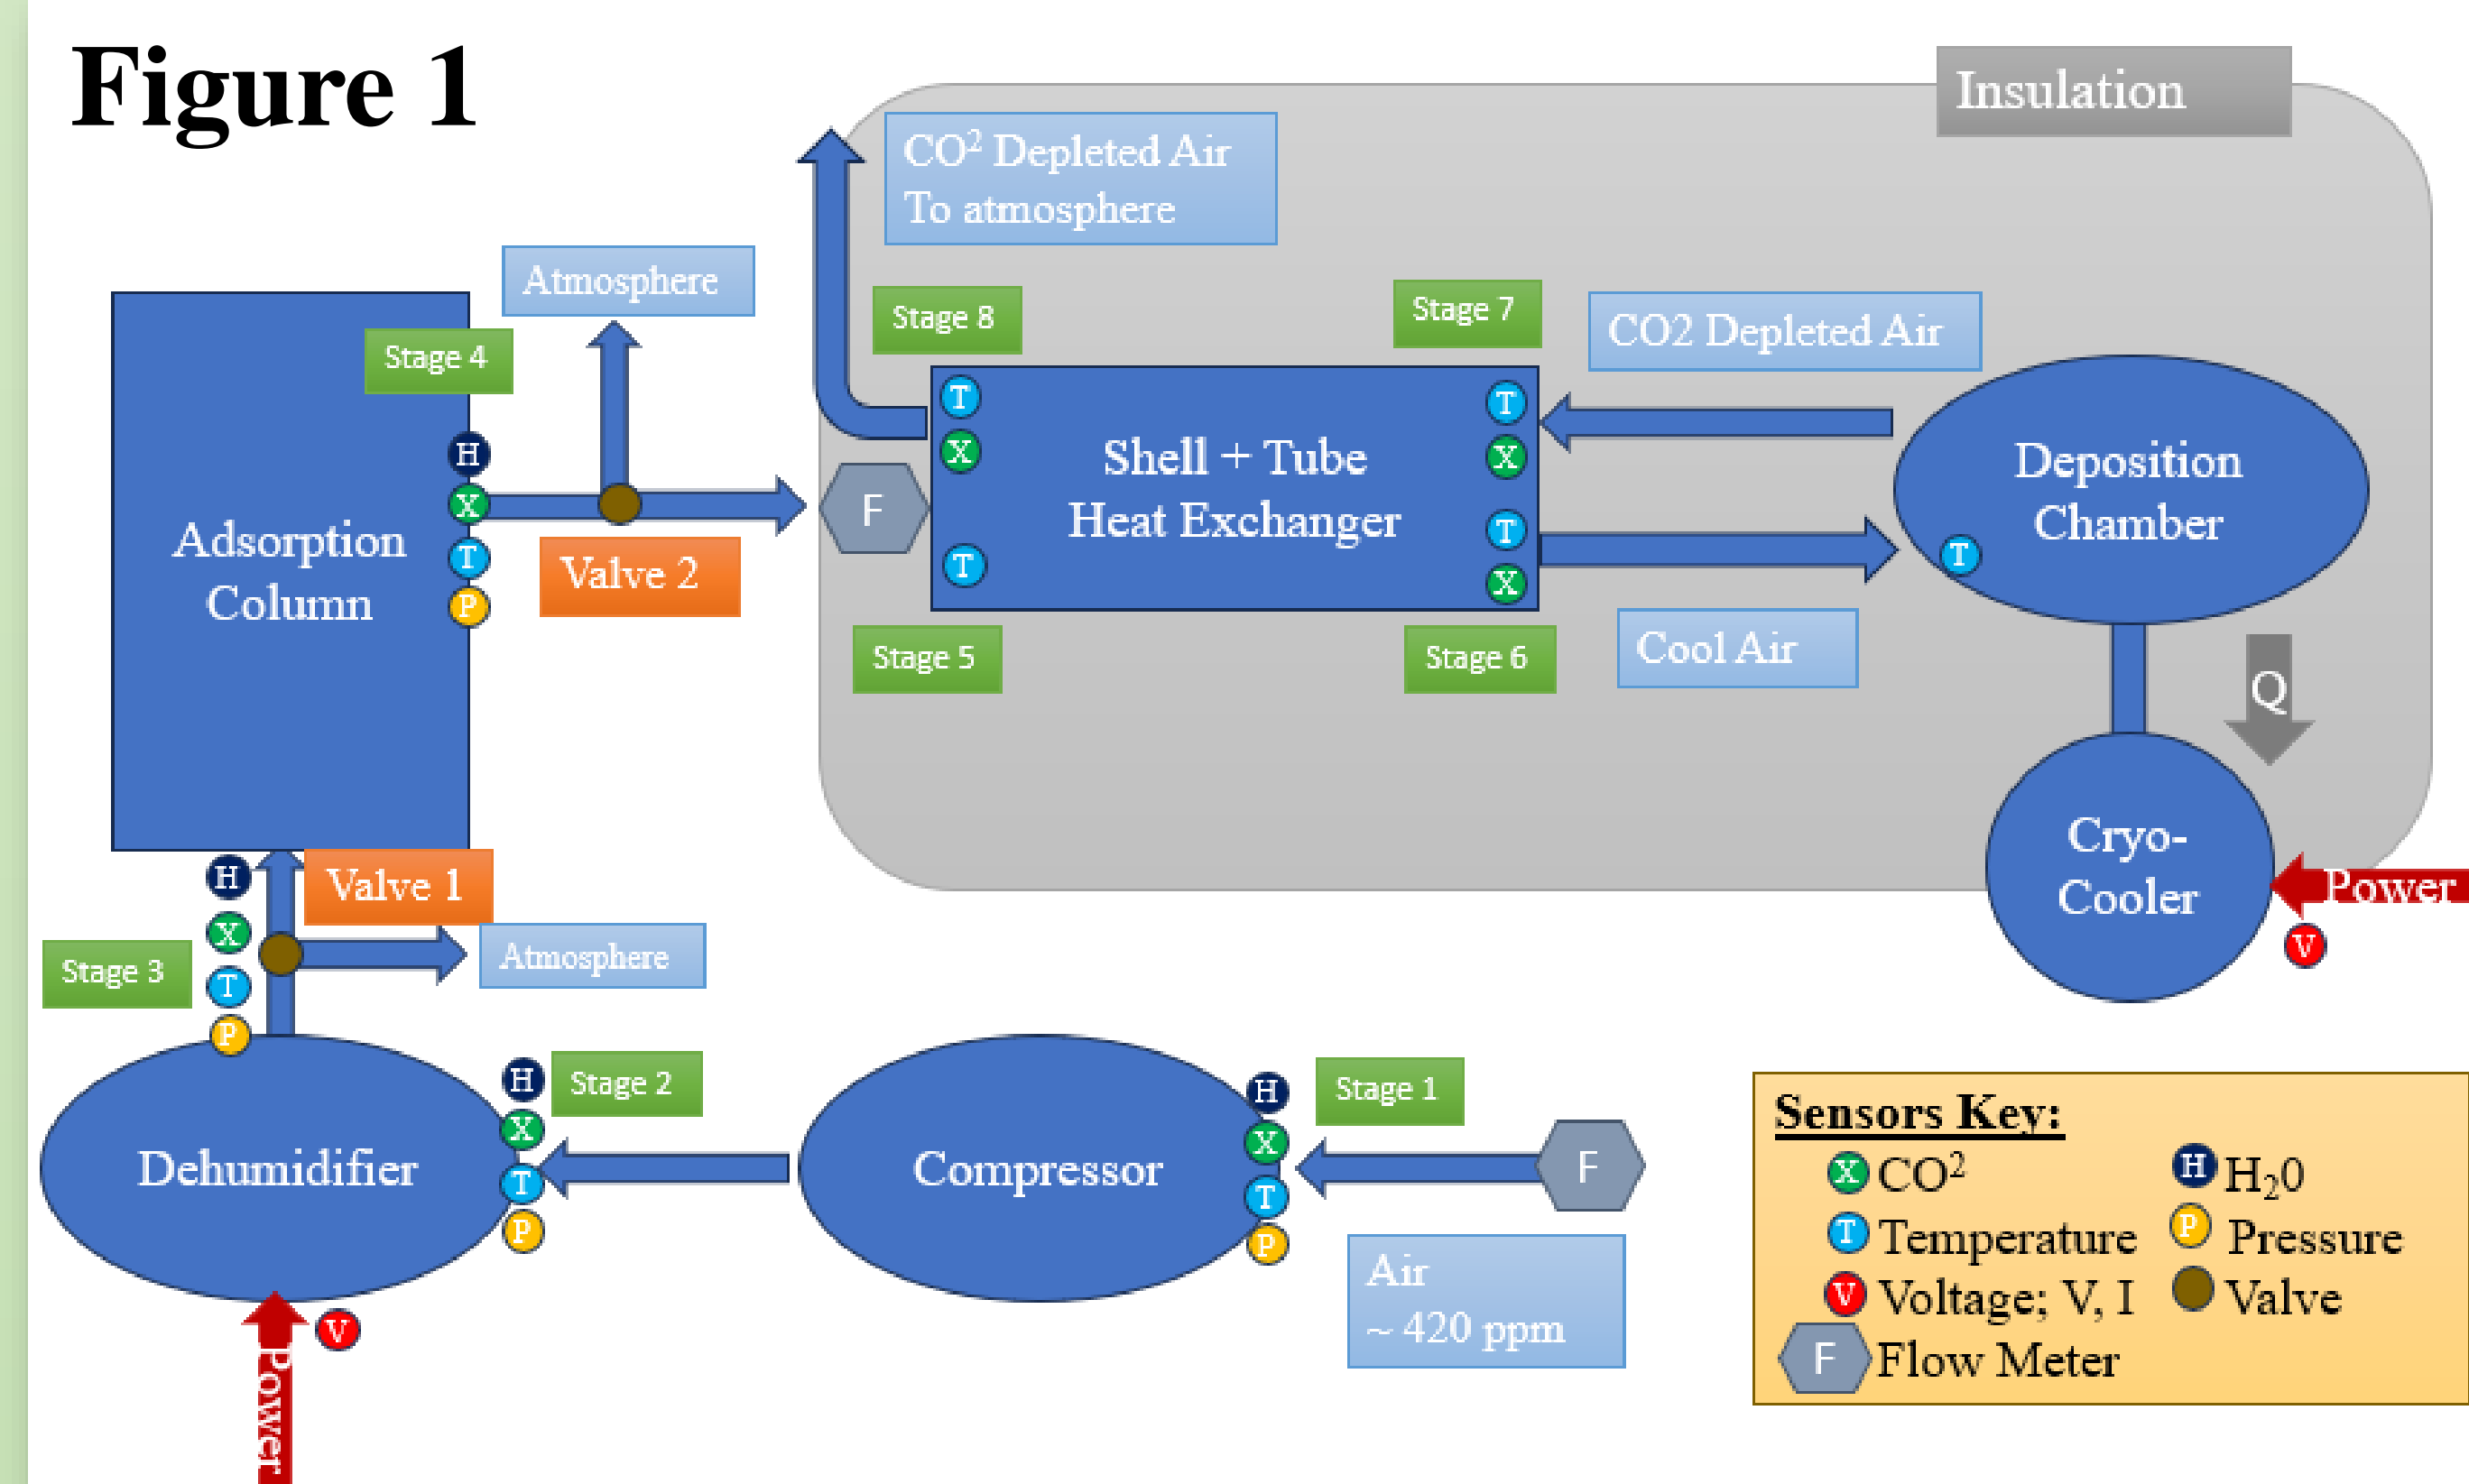 Figure 1
Insulation
CO² Depleted Air
To atmosphere
Atmosphere
Stage 8
Stage 7
CO2 Depleted Air
Stage 4
T
T
X
X
H
X
T
P
F
Shell + Tube
Heat Exchanger
Deposition
Chamber
T
T
T
X
Adsorption
Column
Valve 2
Stage 5
Stage 6
Cool Air
Q
Cryo-
Cooler
Power
V
Valve 1
H
X
T
P
Stage 3
Atmosphere
H
X
T
P
Stage 2
H
X
T
P
Stage 1
Dehumidifier
Compressor
F
Air
~ 420 ppm
V
Power
Sensors Key:
X CO²
H H₂0
T Temperature
P Pressure
V Voltage; V, I
Valve
F Flow Meter